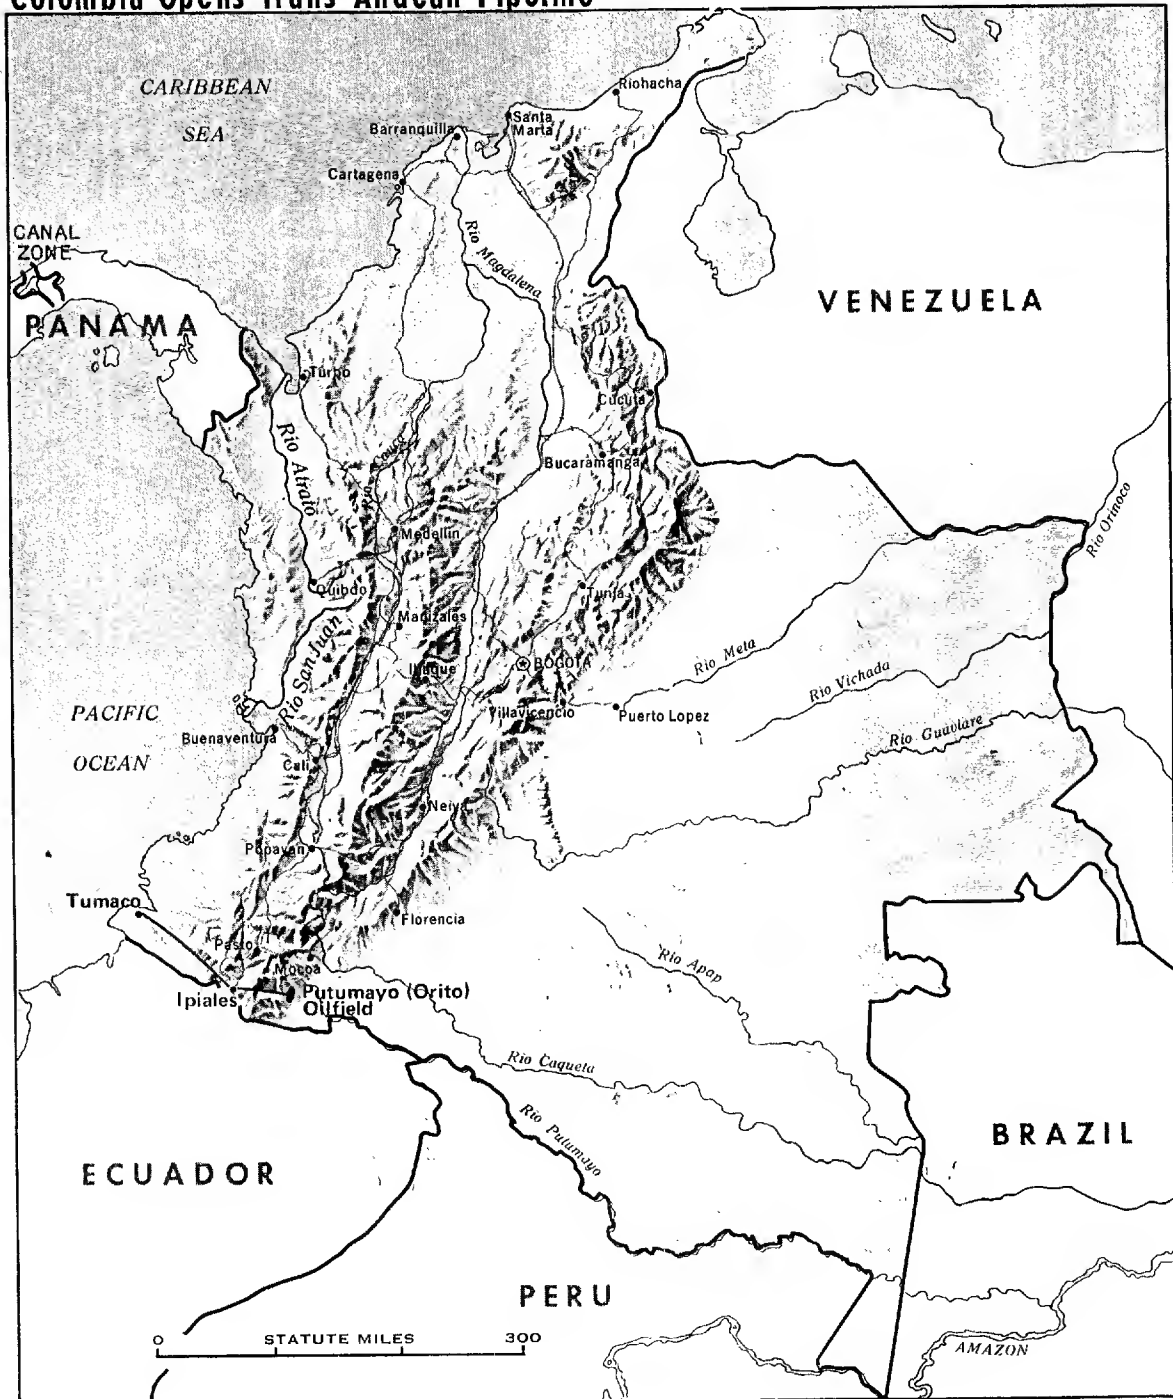 Colombia Opens Trans-Andean Pipeline
CARIBBEAN
SEA
Riohacha
Santa
Marta
Barranquilla
Cartagena
CANAL
ZONE
Rio Magdalena
VENEZUELA
PANAMA
Turbo
Cucuta
Rio Atrato
Rio Cauca
Bucaramanga
Rio Orinoco
Medellin
Quibdo
Tunja
Manizales
Rio San Juan
Ibague
BOGOTA
Rio Meta
Rio Vichada
PACIFIC
OCEAN
Villavicencio
Puerto Lopez
Buenaventura
Rio Guaviare
Cali
Neiva
Popayan
Tumaco
Florencia
Pasto
Mocoa
Rio Apap
Ipiales
Putumayo (Orito)
Oilfield
Rio Caqueta
Rio Putumayo
BRAZIL
ECUADOR
PERU
0 STATUTE MILES 300
AMAZON